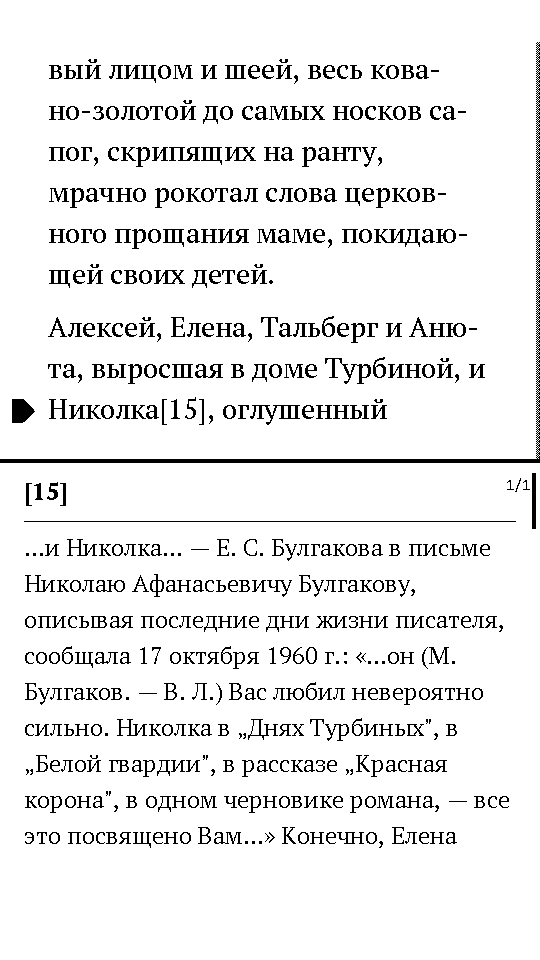 вый лицом и шеей, весь кова-
но-золотой до самых носков са-
пог, скрипящих на ранту,
мрачно рокотал слова церков-
ного прощания маме, покидаю-
щей своих детей.
Алексей, Елена, Тальберг и Аню-
та, выросшая в доме Турбиной, и
Николка[15], оглушенный
[15]
1/1
...и Николка... — Е. С. Булгакова в письме
Николаю Афанасьевичу Булгакову,
описывая последние дни жизни писателя,
сообщала 17 октября 1960 г.: «...он (М.
Булгаков. — В. Л.) Вас любил невероятно
сильно. Николка в „Днях Турбиных", в
„Белой гвардии", в рассказе „Красная
корона", в одном черновике романа, — все
это посвящено Вам...» Конечно, Елена